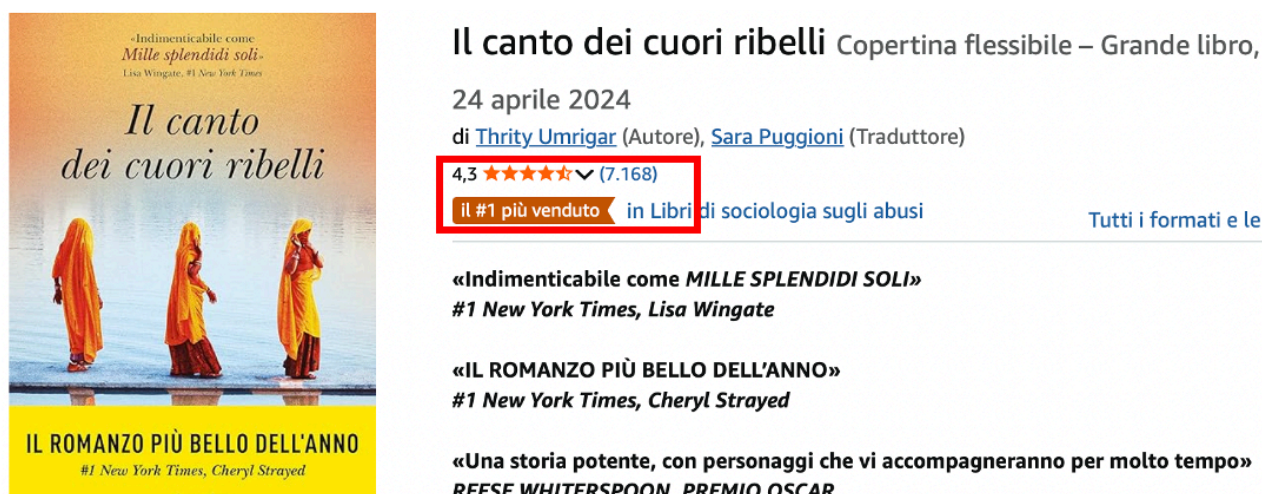 «Indimenticabile come
Mille splendidi soli»
Lisa Wingate, #1 New York Times
Il canto
dei cuori ribelli
IL ROMANZO PIÙ BELLO DELL'ANNO
#1 New York Times, Cheryl Strayed
Il canto dei cuori ribelli Copertina flessibile – Grande libro,
24 aprile 2024
di Thrity Umrigar (Autore), Sara Puggioni (Traduttore)
4,3 (7.168)
il #1 più venduto in Libri di sociologia sugli abusi
Tutti i formati e le
«Indimenticabile come MILLE SPLENDIDI SOLI»
#1 New York Times, Lisa Wingate
«IL ROMANZO PIÙ BELLO DELL’ANNO»
#1 New York Times, Cheryl Strayed
«Una storia potente, con personaggi che vi accompagneranno per molto tempo»
REESE WHITERSPOON, PREMIO OSCAR